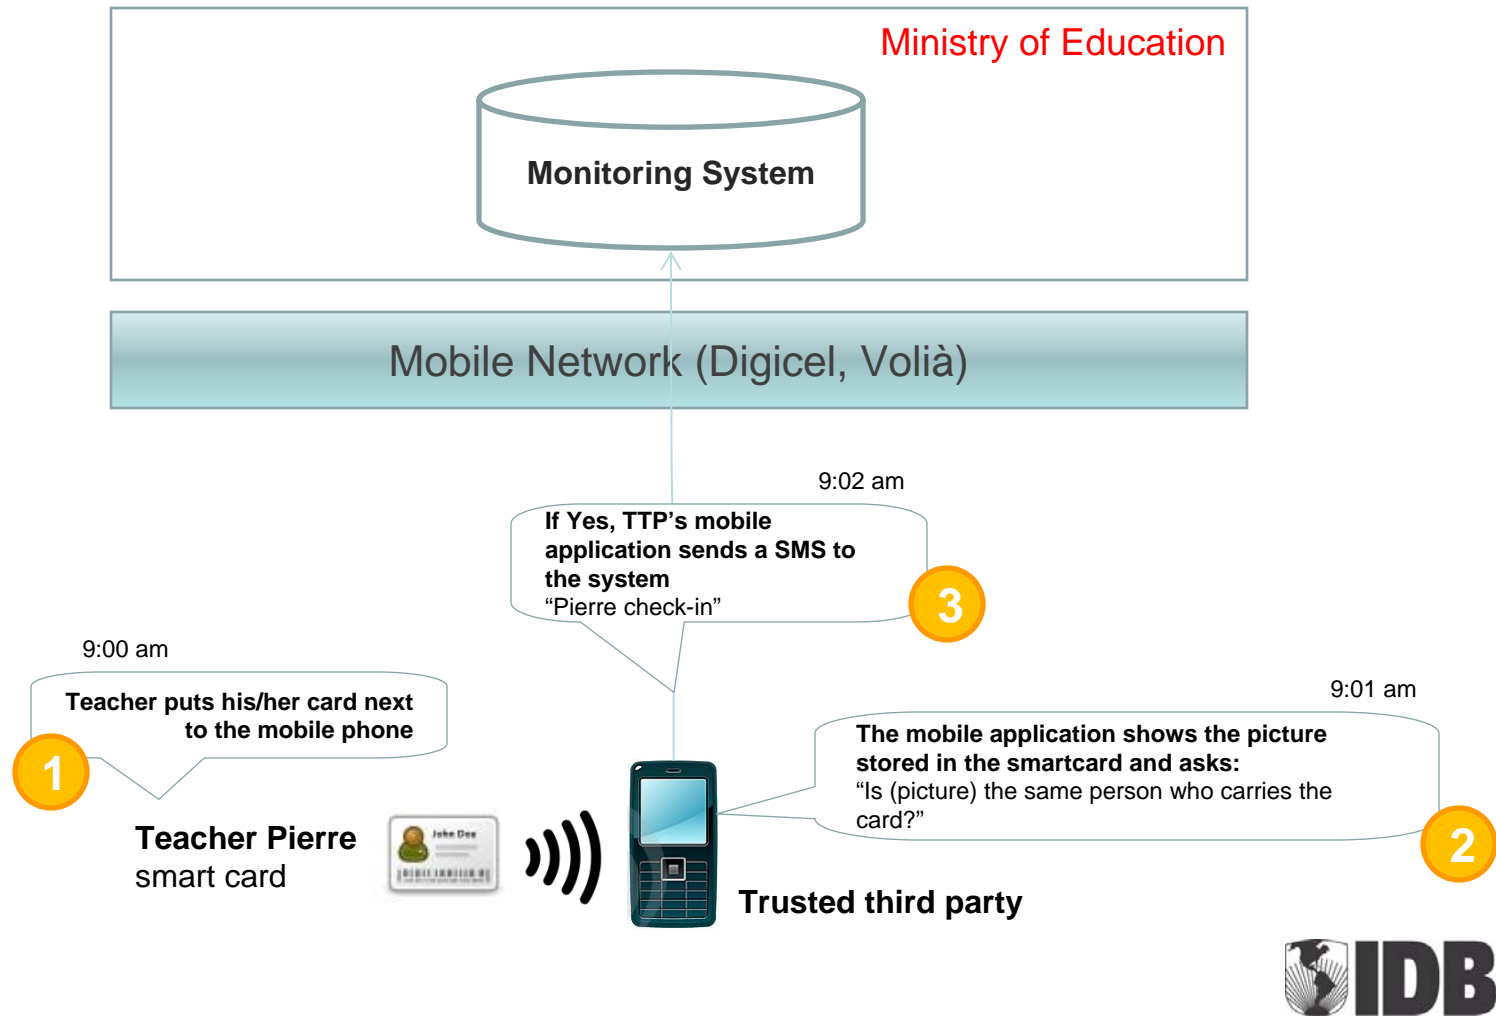 Ministry of Education
Monitoring System
Mobile Network (Digicel, Volià)
9:02 am
If Yes, TTP’s mobile
application sends a SMS to
the system
“Pierre check-in”
3
9:00 am
Teacher puts his/her card next
to the mobile phone
1
9:01 am
The mobile application shows the picture
stored in the smartcard and asks:
“Is (picture) the same person who carries the
card?”
2
Teacher Pierre
smart card
John Doe
Trusted third party
IDB